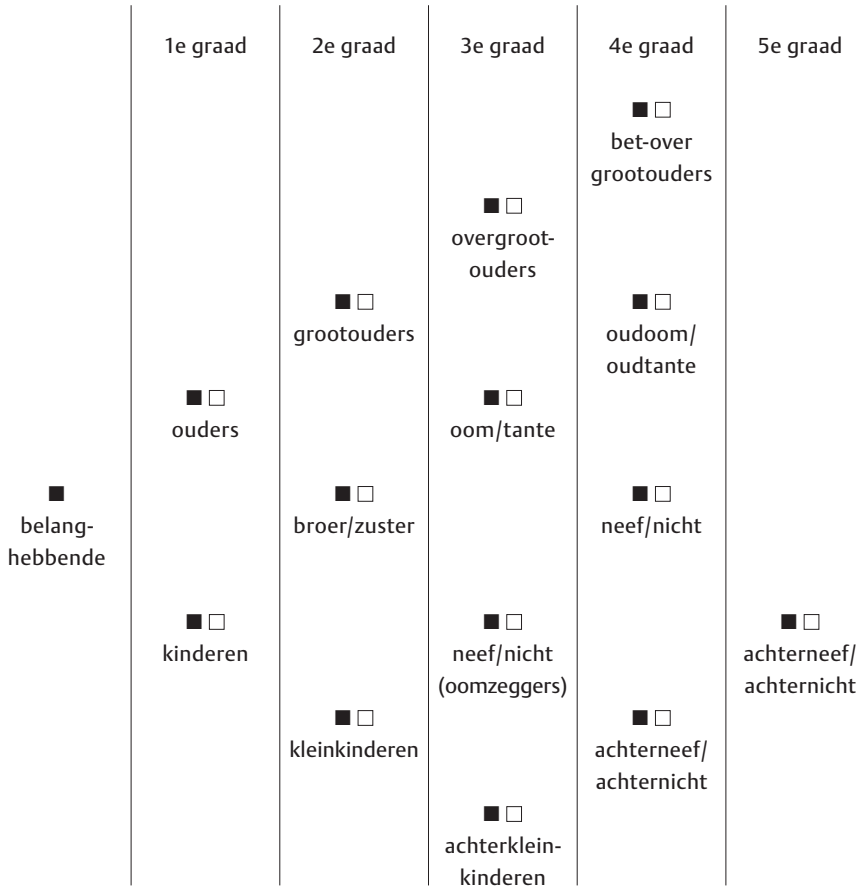 1e graad 2e graad 3e graad 4e graad 5e graad
bet-over
grootouders
overgroot-
ouders
grootouders oudoom/
oudtante
ouders oom/tante
belang-
hebbende
broer/zuster neef/nicht
kinderen neef/nicht
(oomzeggers)
achterneef/
achternicht
kleinkinderen achterneef/
achternicht
achterklein-
kinderen